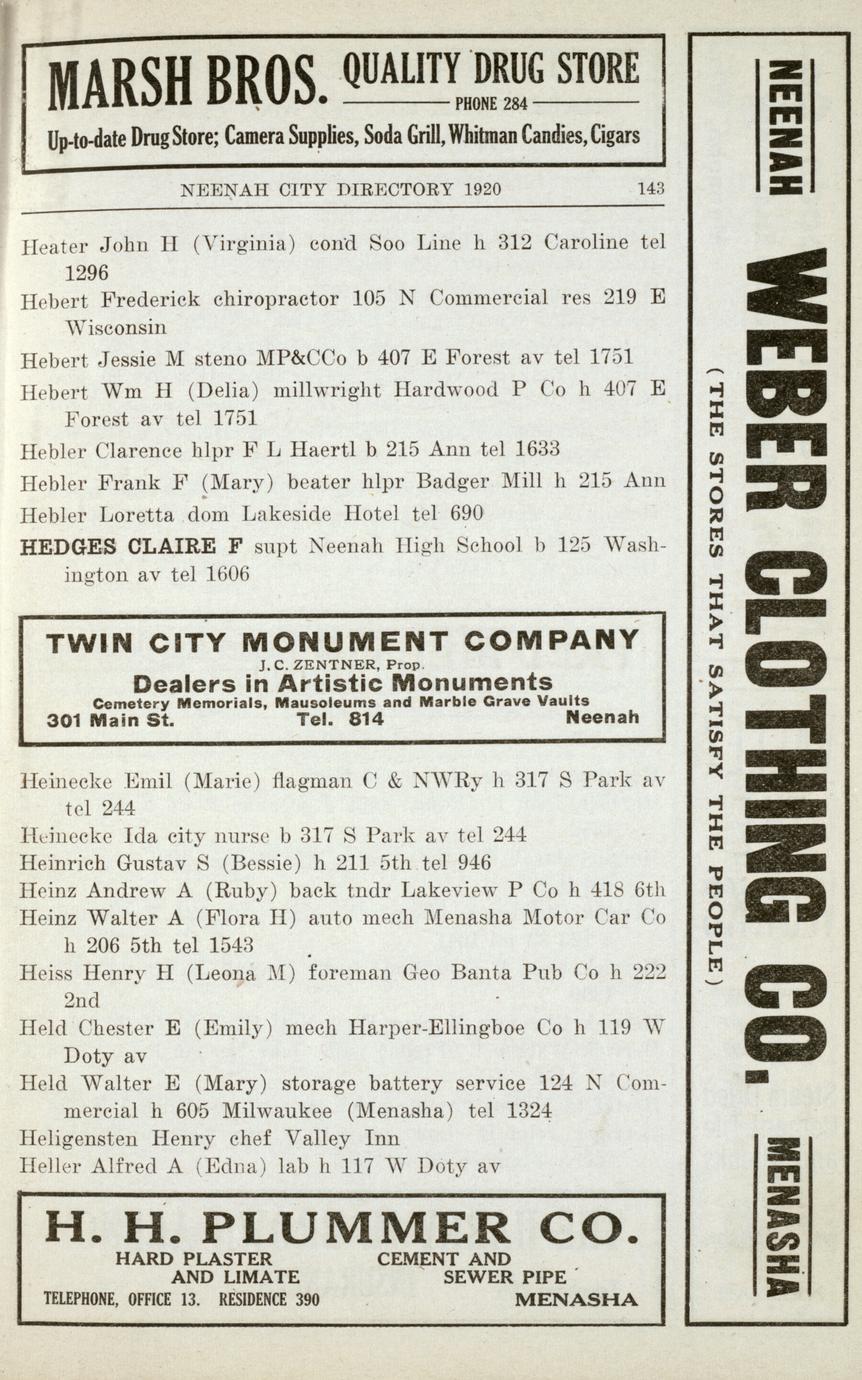 MARSH BROS. QUALITY DRUG STORE
PHONE 284
Up-to-date Drug Store; Camera Supplies, Soda Grill, Whitman Candies, Cigars
NEENAH CITY DIRECTORY 1920 143
Heater John H (Virginia) cond Soo Line h 312 Caroline tel
1296
Hebert Frederick chiropractor 105 N Commercial res 219 E
Wisconsin
Hebert Jessie M steno MP&CCo b 407 E Forest av tel 1751
Hebert Wm H (Delia) millwright Hardwood P Co h 407 E
Forest av tel 1751
Hebler Clarence hlpr F L Haertl b 215 Ann tel 1633
Hebler Frank F (Mary) beater hlpr Badger Mill h 215 Ann
Hebler Loretta dom Lakeside Hotel tel 690
HEDGES CLAIRE F supt Neenah High School b 125 Wash-
ington av tel 1606
TWIN CITY MONUMENT COMPANY
J. C. ZENTNER, Prop.
Dealers in Artistic Monuments
Cemetery Memorials, Mausoleums and Marble Grave Vaults
301 Main St. Tel. 814 Neenah
Heinecke Emil (Marie) flagman C & NWRy h 317 S Park av
tel 244
Heinecke Ida city nurse b 317 S Park av tel 244
Heinrich Gustav S (Bessie) h 211 5th tel 946
Heinz Andrew A (Ruby) back tndr Lakeview P Co h 418 6th
Heinz Walter A (Flora H) auto mech Menasha Motor Car Co
h 206 5th tel 1543
Heiss Henry H (Leona M) foreman Geo Banta Pub Co h 222
2nd
Held Chester E (Emily) mech Harper-Ellingboe Co h 119 W
Doty av
Held Walter E (Mary) storage battery service 124 N Com-
mercial h 605 Milwaukee (Menasha) tel 1324
Heligensten Henry chef Valley Inn
Heller Alfred A (Edna) lab h 117 W Doty av
H. H. PLUMMER CO.
HARD PLASTER CEMENT AND
AND LIMATE SEWER PIPE
TELEPHONE, OFFICE 13. RESIDENCE 390 MENASHA
NEENAH WEBER CLOTHING CO. MENASHA
(THE STORES THAT SATISFY THE PEOPLE)